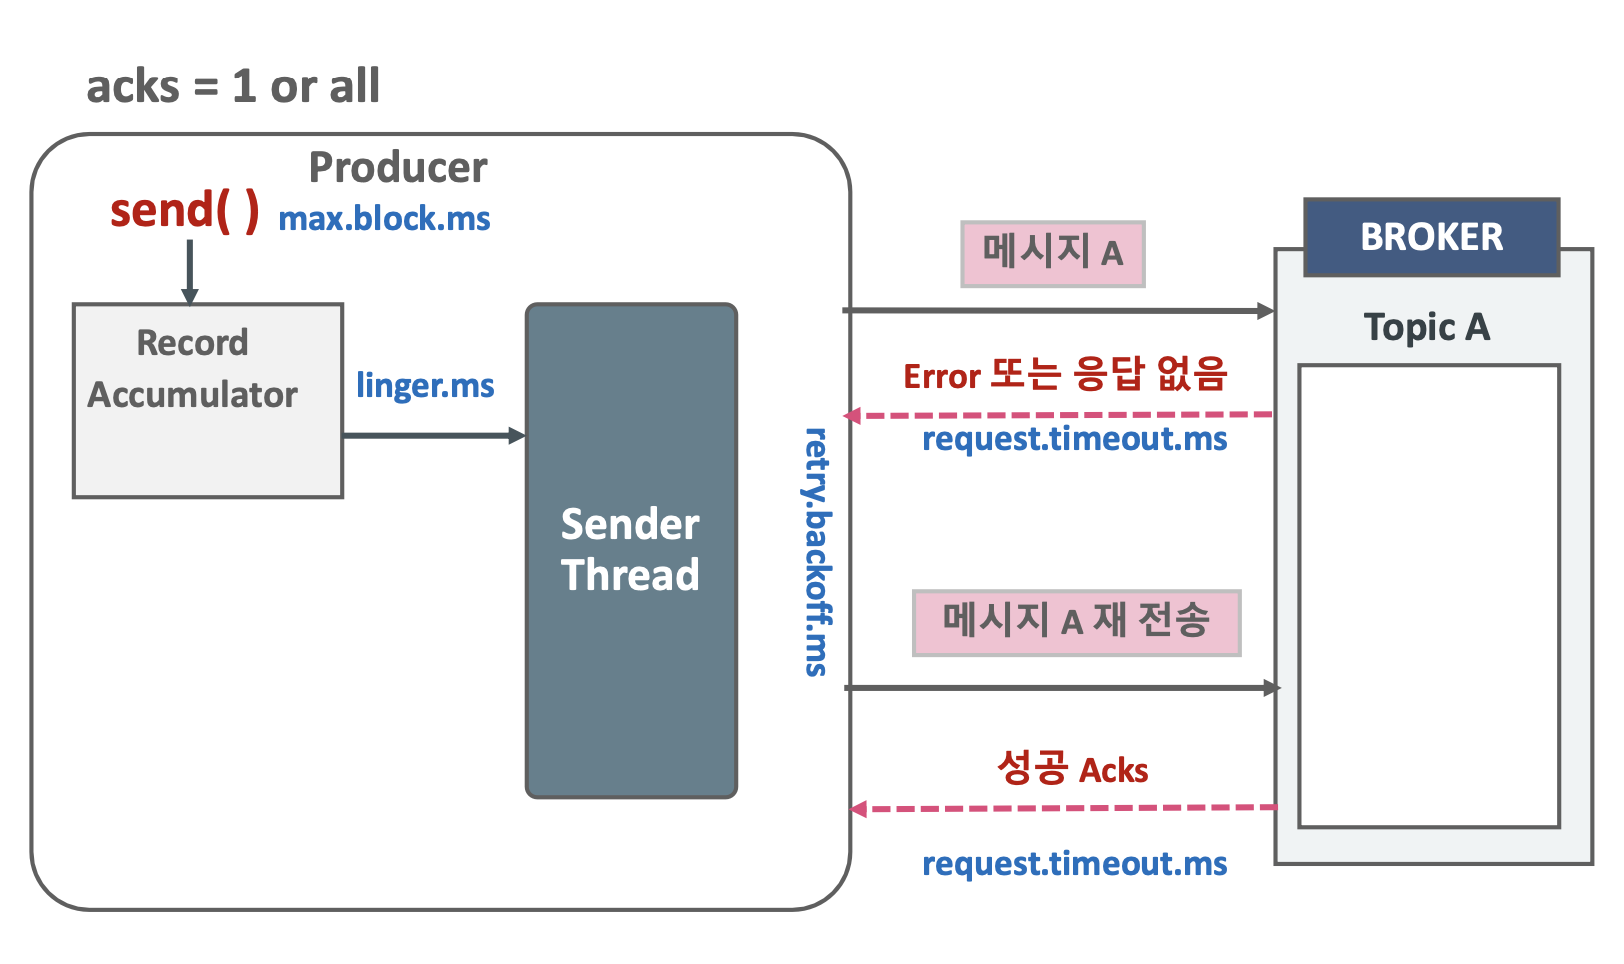 acks = 1 or all
Producer
send( )
max.block.ms
Record
Accumulator
linger.ms
Sender
Thread
retry.backoff.ms
메시지 A
Error 또는 응답 없음
request.timeout.ms
메시지 A 재 전송
성공 Acks
request.timeout.ms
BROKER
Topic A